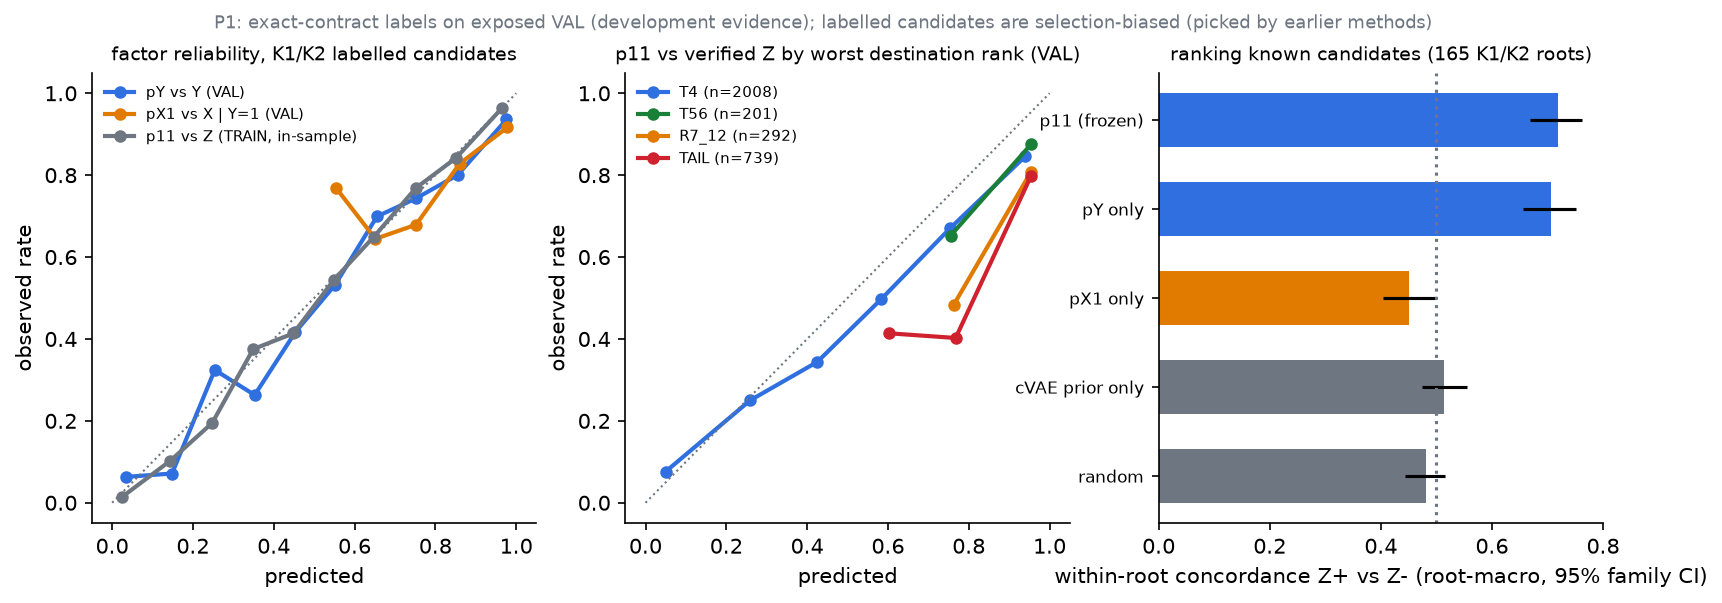 P1: exact-contract labels on exposed VAL (development evidence); labelled candidates are selection-biased (picked by earlier methods)
factor reliability, K1/K2 labelled candidates
pY vs Y (VAL)
pX1 vs X | Y=1 (VAL)
p11 vs Z (TRAIN, in-sample)
observed rate
1.0
0.8
0.6
0.4
0.2
0.0
0.0 0.2 0.4 0.6 0.8 1.0
predicted
p11 vs verified Z by worst destination rank (VAL)
T4 (n=2008)
T56 (n=201)
R7_12 (n=292)
TAIL (n=739)
observed rate
1.0
0.8
0.6
0.4
0.2
0.0
0.0 0.2 0.4 0.6 0.8 1.0
predicted
ranking known candidates (165 K1/K2 roots)
p11 (frozen)
pY only
pX1 only
cVAE prior only
random
0.0 0.2 0.4 0.6 0.8
within-root concordance Z+ vs Z- (root-macro, 95% family CI)